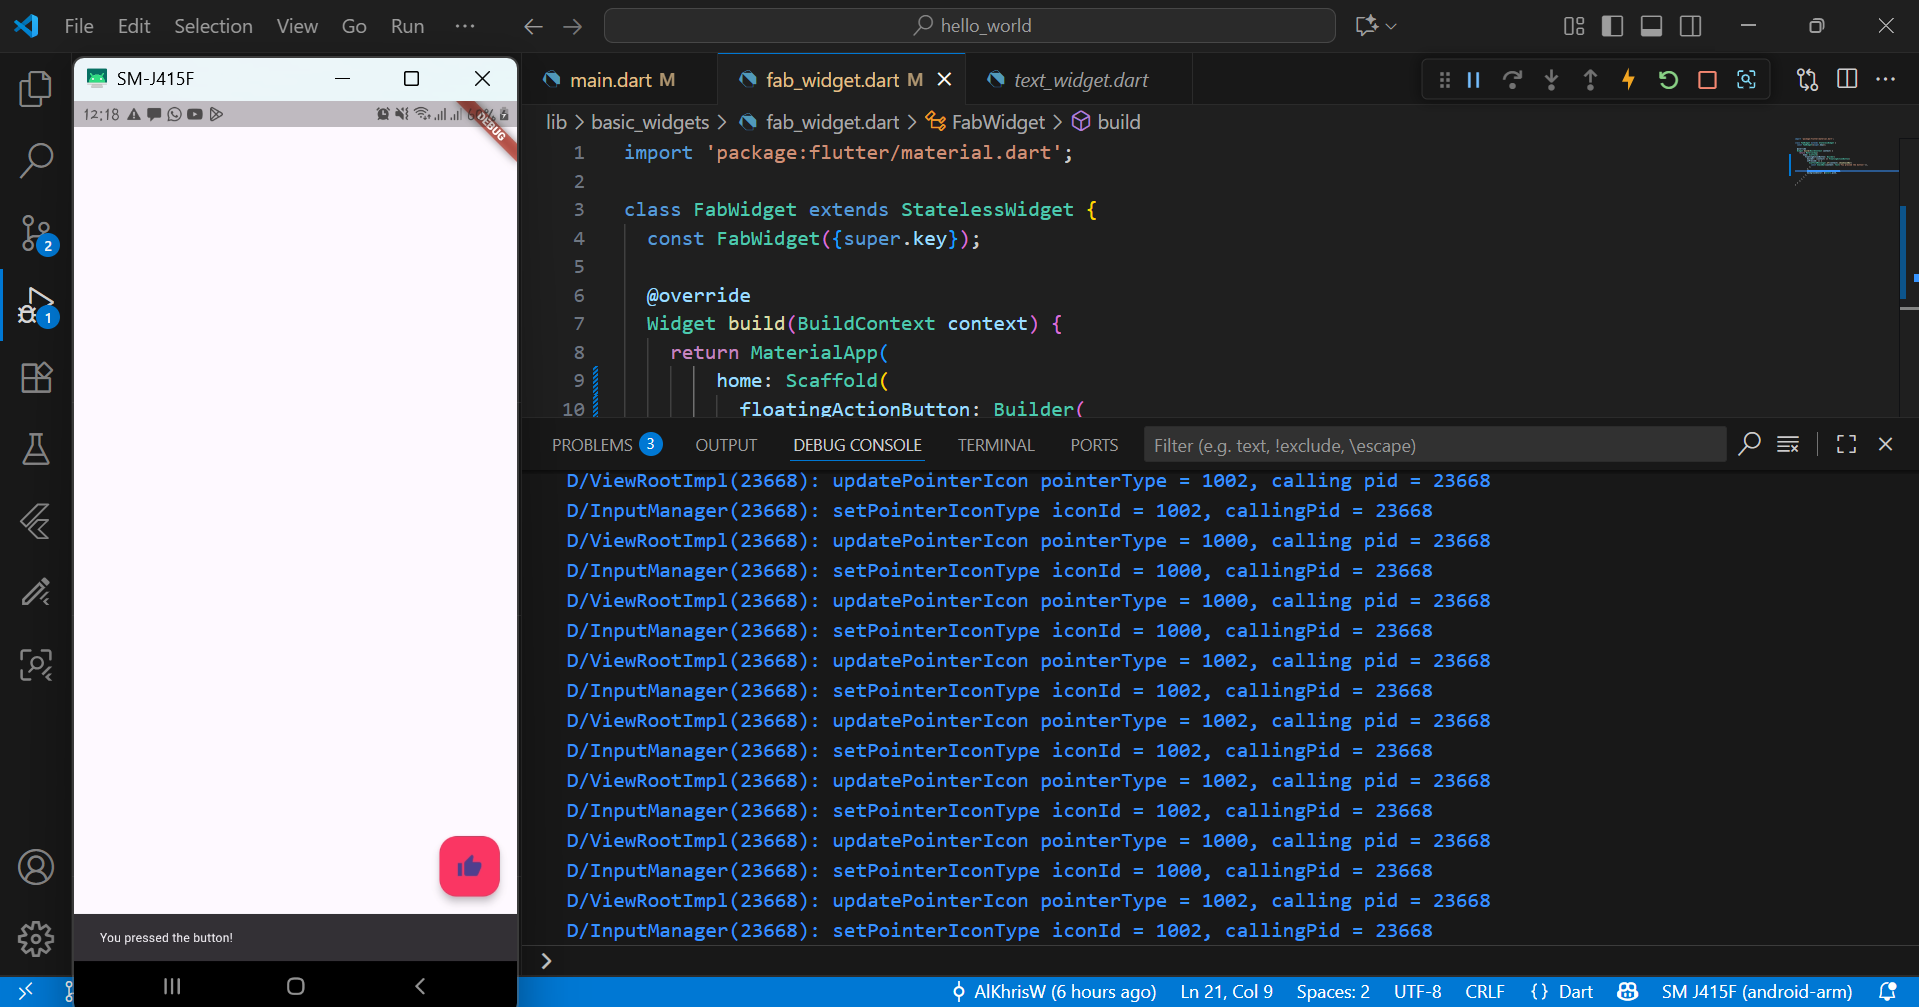 File Edit Selection View Go Run ··· hello_world
SM-J415F
12:18
DEBUG
You pressed the button!
main.dart M fab_widget.dart M text_widget.dart
lib > basic_widgets > fab_widget.dart > FabWidget > build
1 import 'package:flutter/material.dart';
2
3 class FabWidget extends StatelessWidget {
4 const FabWidget({super.key});
5
6 @override
7 Widget build(BuildContext context) {
8 return MaterialApp(
9 home: Scaffold(
10 floatingActionButton: Builder(
PROBLEMS 3 OUTPUT DEBUG CONSOLE TERMINAL PORTS Filter (e.g. text, !exclude, \escape)
D/ViewRootImpl(23668): updatePointerIcon pointerType = 1002, calling pid = 23668
D/InputManager(23668): setPointerIconType iconId = 1002, callingPid = 23668
D/ViewRootImpl(23668): updatePointerIcon pointerType = 1000, calling pid = 23668
D/InputManager(23668): setPointerIconType iconId = 1000, callingPid = 23668
D/ViewRootImpl(23668): updatePointerIcon pointerType = 1000, calling pid = 23668
D/InputManager(23668): setPointerIconType iconId = 1000, callingPid = 23668
D/ViewRootImpl(23668): updatePointerIcon pointerType = 1002, calling pid = 23668
D/InputManager(23668): setPointerIconType iconId = 1002, callingPid = 23668
D/ViewRootImpl(23668): updatePointerIcon pointerType = 1002, calling pid = 23668
D/InputManager(23668): setPointerIconType iconId = 1002, callingPid = 23668
D/ViewRootImpl(23668): updatePointerIcon pointerType = 1002, calling pid = 23668
D/InputManager(23668): setPointerIconType iconId = 1002, callingPid = 23668
D/ViewRootImpl(23668): updatePointerIcon pointerType = 1000, calling pid = 23668
D/InputManager(23668): setPointerIconType iconId = 1000, callingPid = 23668
D/ViewRootImpl(23668): updatePointerIcon pointerType = 1002, calling pid = 23668
D/InputManager(23668): setPointerIconType iconId = 1002, callingPid = 23668
>
2
1
AlKhrisW (6 hours ago) Ln 21, Col 9 Spaces: 2 UTF-8 CRLF {} Dart SM J415F (android-arm)